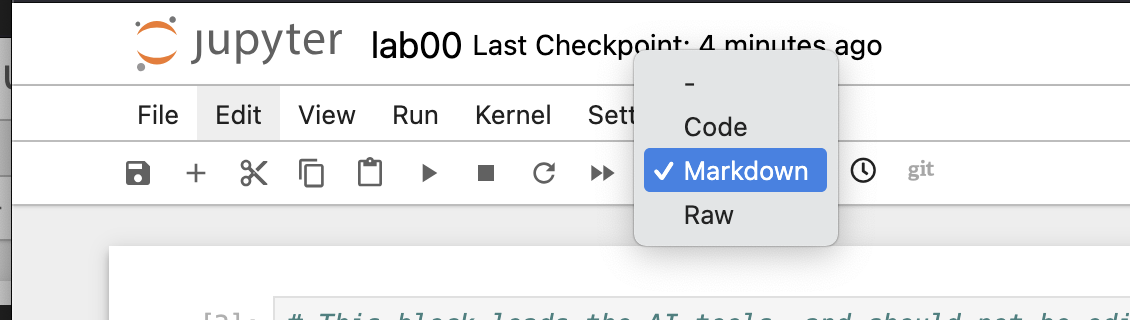 jupyter lab00 Last Checkpoint: 4 minutes ago
File Edit View Run Kernel Sett
-
Code
✓ Markdown
Raw
git
[2]: # This block loads the AI tools, and should not be edi